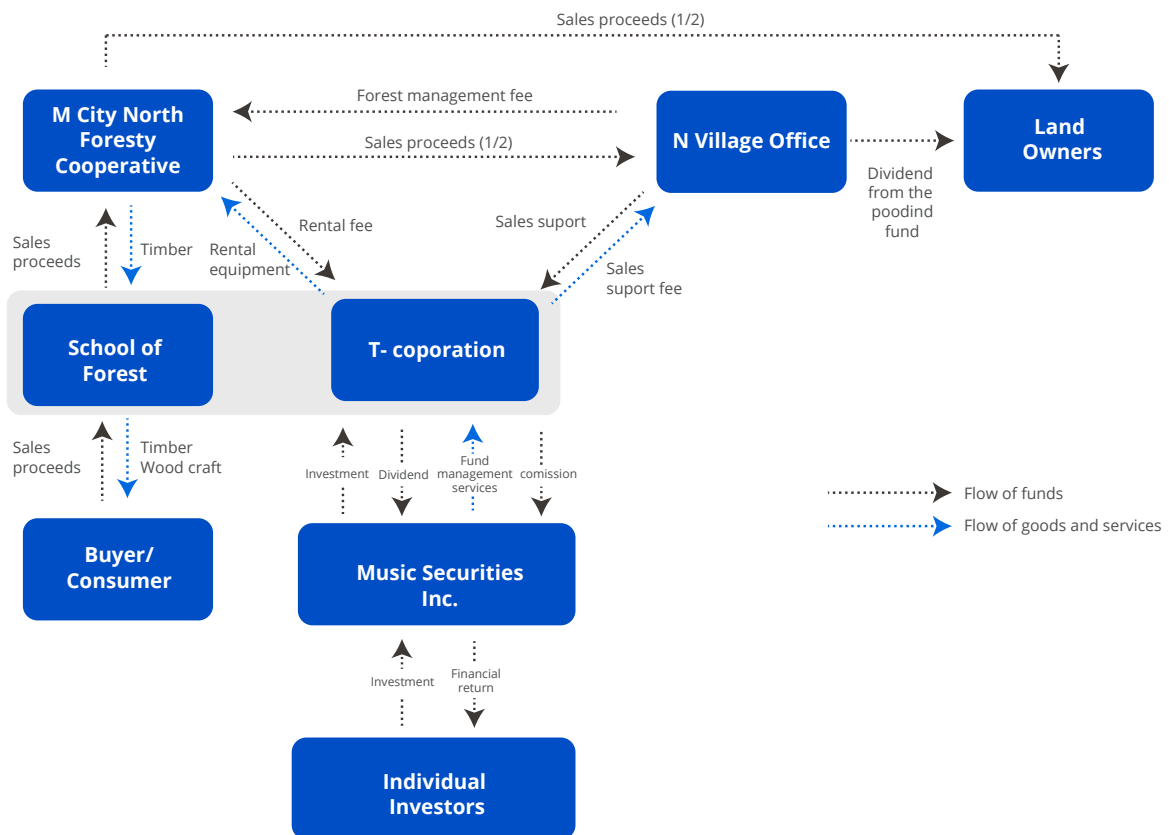 Sales proceeds (1/2)
M City North
Foresty
Cooperative
Forest management fee
Sales proceeds (1/2)
N Village Office
Land
Owners
Dividend
from the
poodind
fund
Sales
proceeds
Timber
Rental fee
Rental
equipment
Sales suport
Sales
suport fee
School of
Forest
T- coporation
Sales
proceeds
Timber
Wood craft
Investment
Dividend
Fund
management
services
comission
Flow of funds
Flow of goods and services
Buyer/
Consumer
Music Securities
Inc.
Investment
Financial
return
Individual
Investors